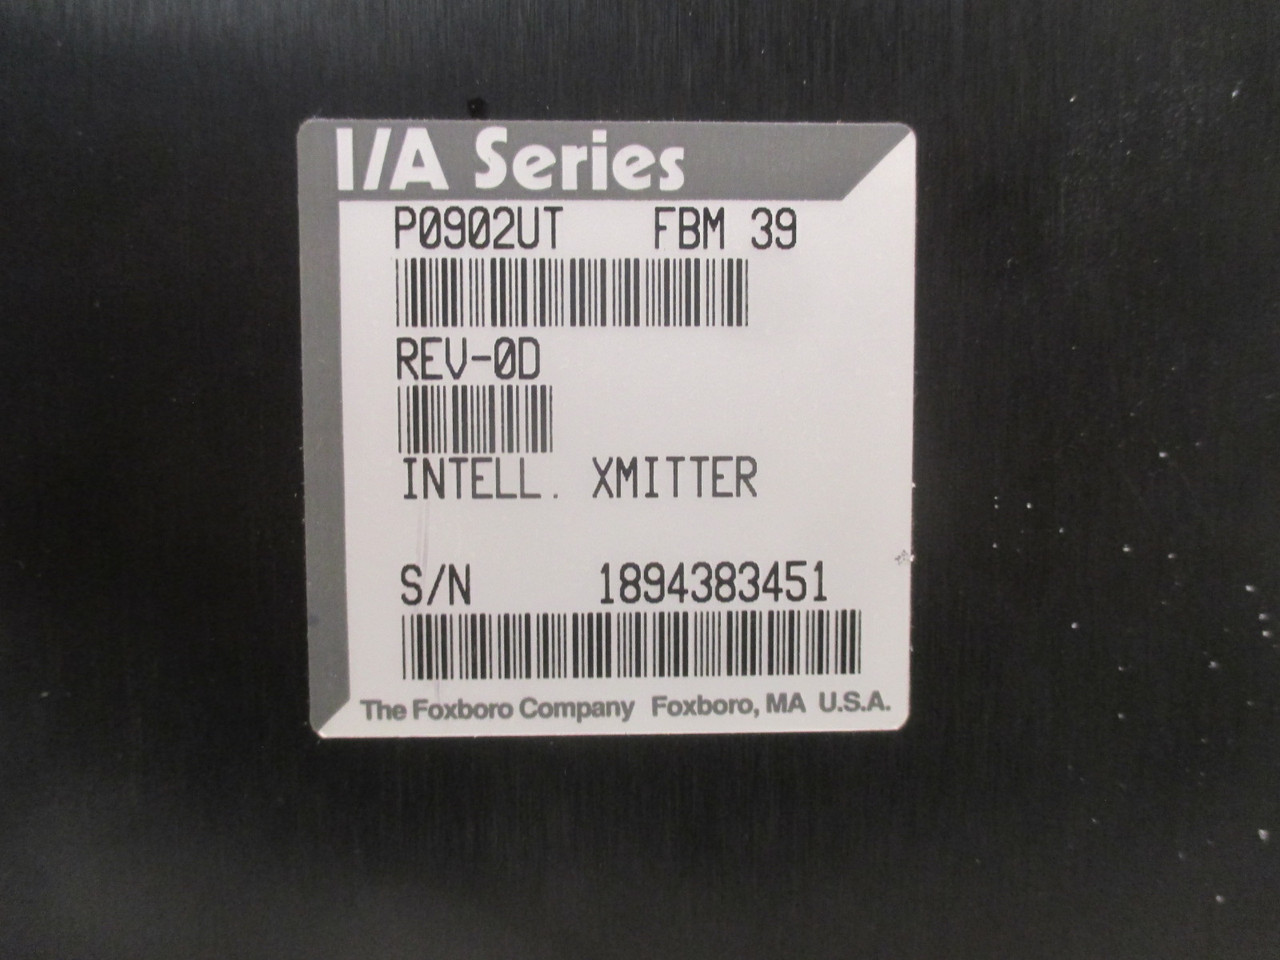 I/A Series
P0902UT FBM 39
REV-0D
INTELL. XMITTER
S/N 1894383451
The Foxboro Company Foxboro, MA U.S.A.